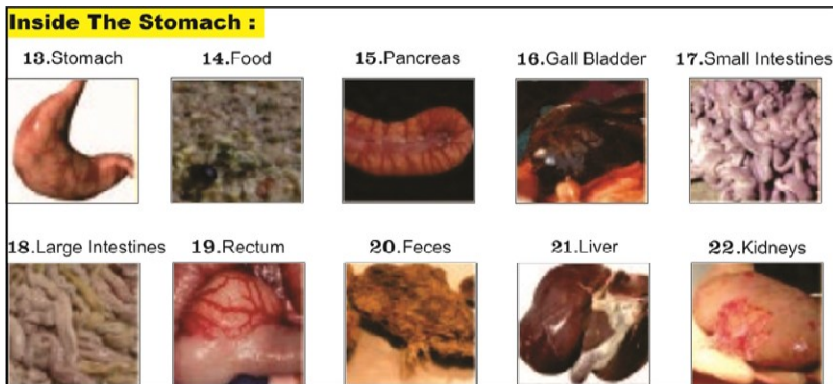 Inside The Stomach :
13.Stomach 14.Food 15.Pancreas 16.Gall Bladder 17.Small Intestines
18.Large Intestines 19.Rectum 20.Feces 21.Liver 22.Kidneys